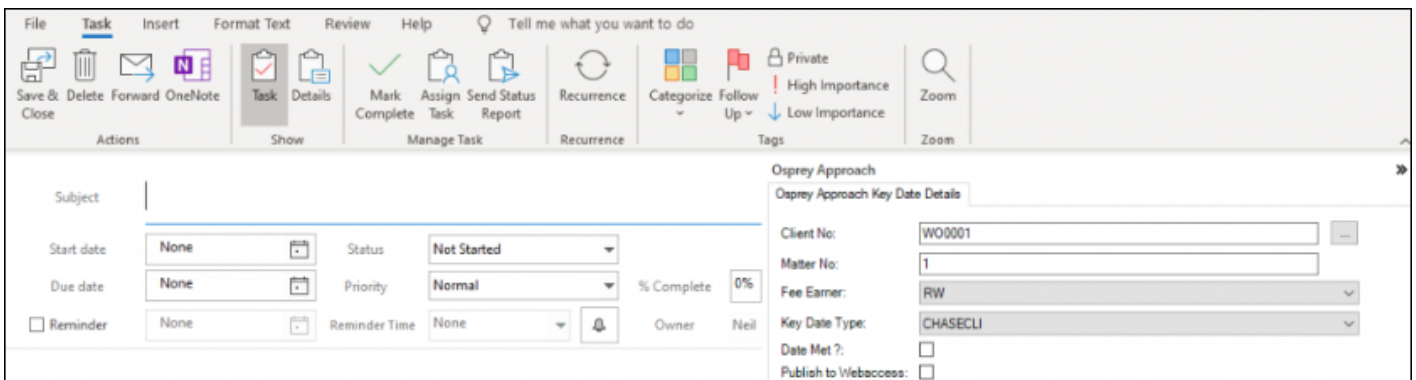 File Task Insert Format Text Review Help Tell me what you want to do
Save & Close Delete Forward OneNote Task Details Mark Complete Assign Task Send Status Report Recurrence Categorize Follow Up Private High Importance Low Importance Zoom
Actions Show Manage Task Recurrence Tags Zoom
Subject
Start date None Status Not Started
Due date None Priority Normal % Complete 0%
Reminder None Reminder Time None Owner Neil
Osprey Approach
Osprey Approach Key Date Details
Client No: WO0001 ...
Matter No: 1
Fee Earner: RW
Key Date Type: CHASECLI
Date Met ?:
Publish to Webaccess: